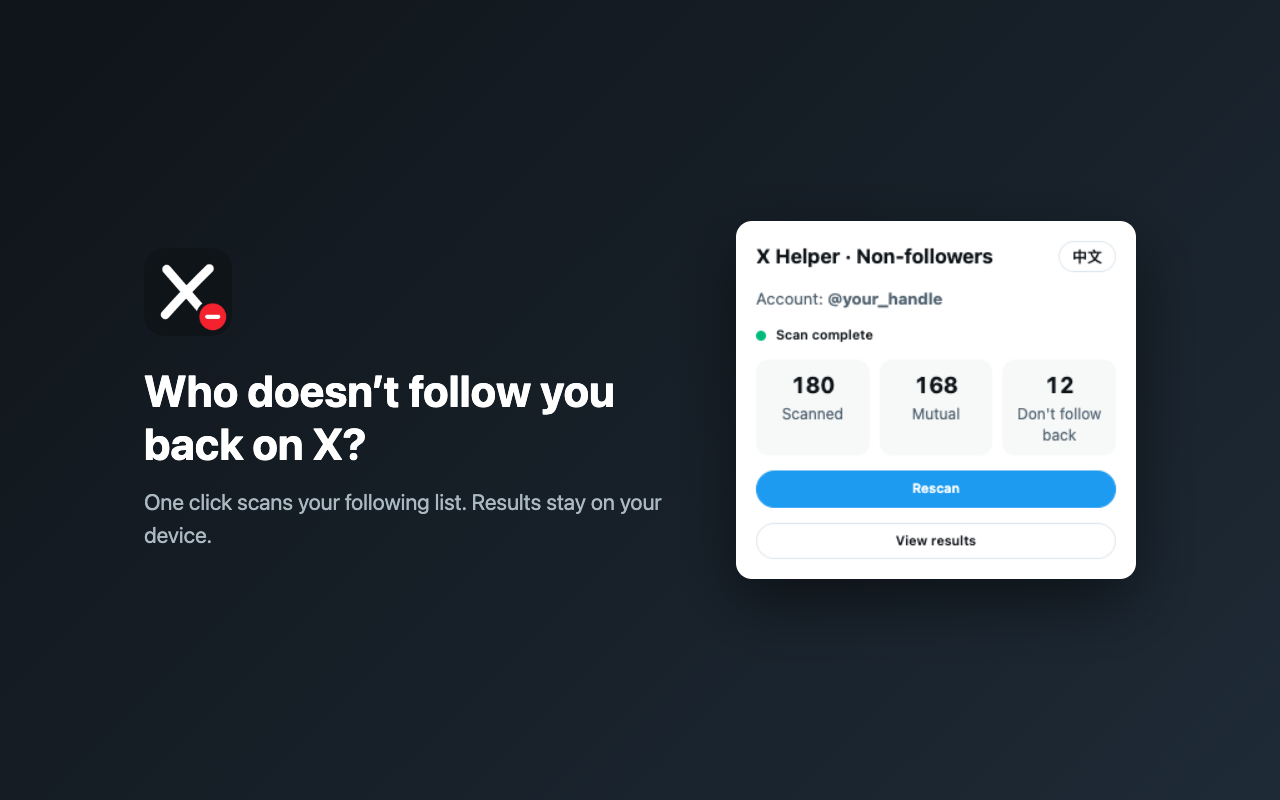 Who doesn’t follow you
back on X?
One click scans your following list. Results stay on your
device.
X Helper · Non-followers
中文
Account: @your_handle
Scan complete
180
Scanned
168
Mutual
12
Don't follow
back
Rescan
View results